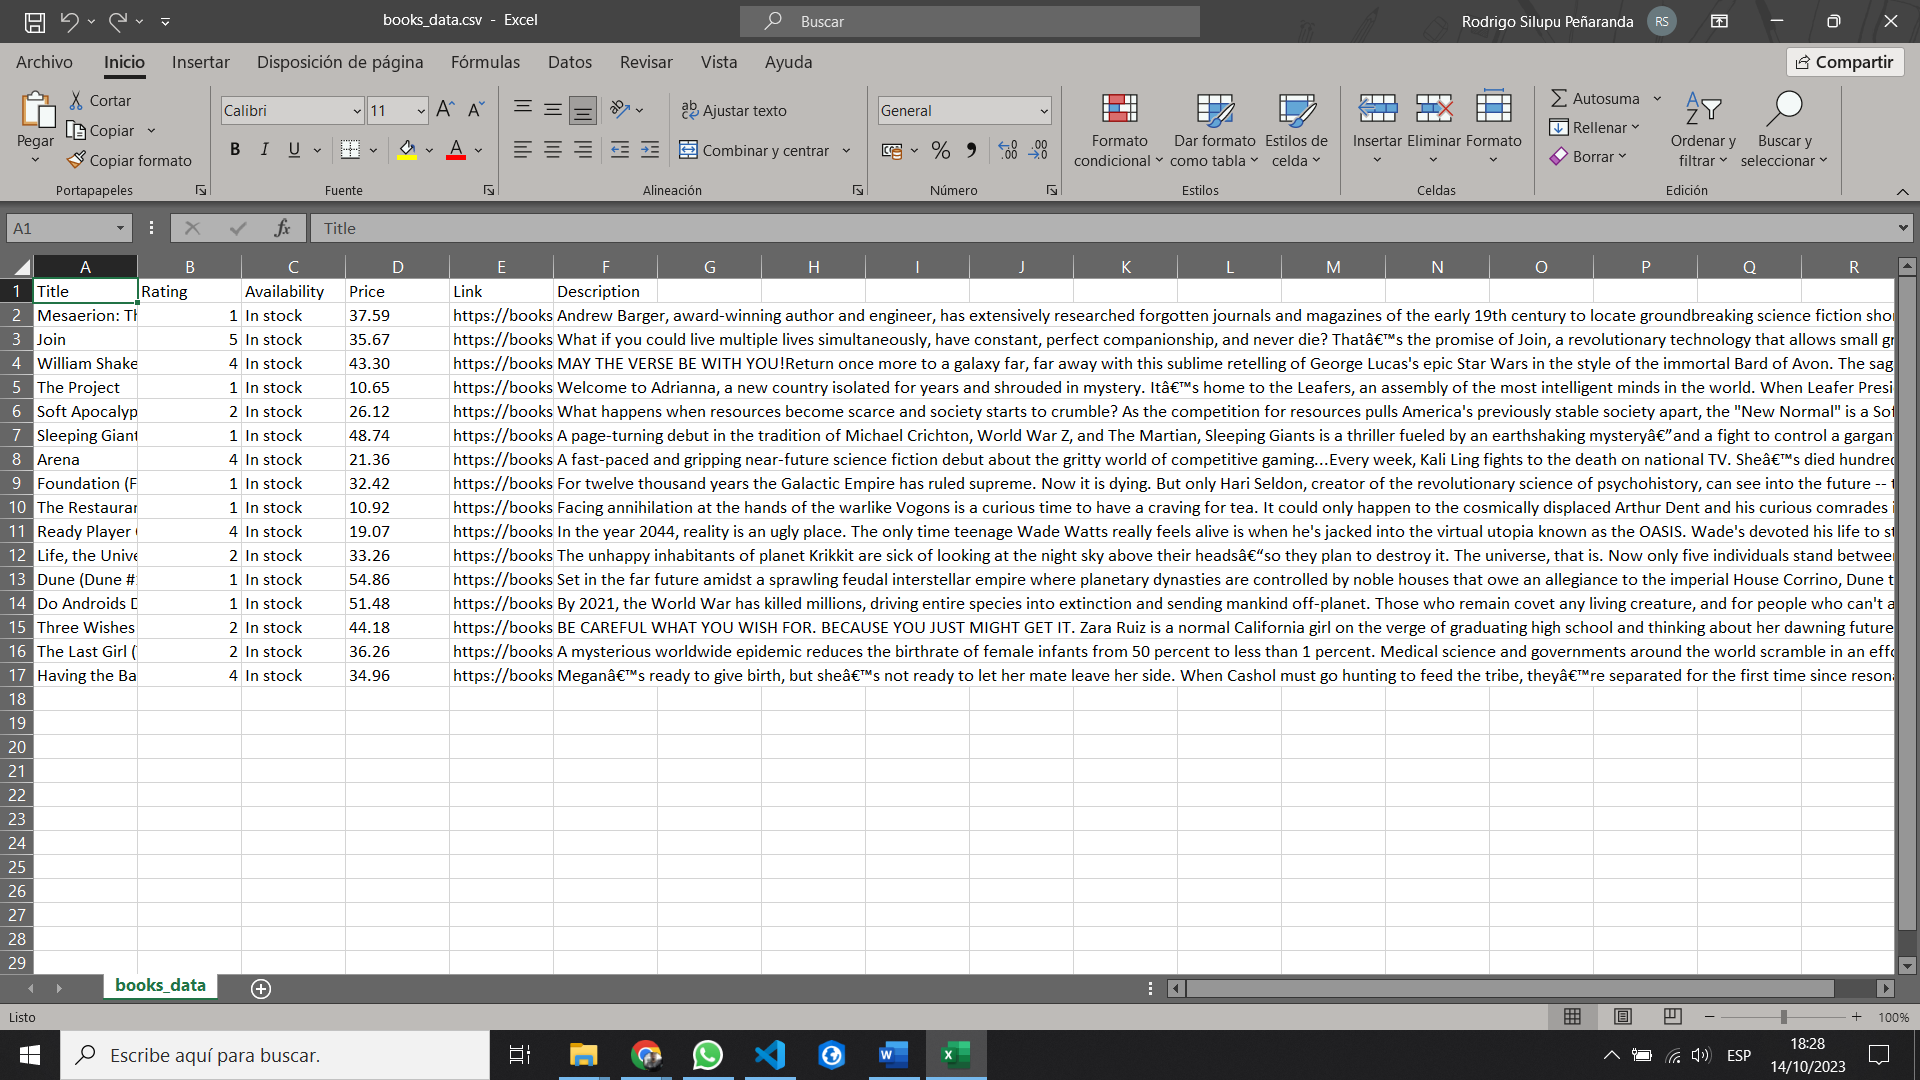 books_data.csv - Excel
Buscar
Rodrigo Silupu Peñaranda
RS
Archivo Inicio Insertar Disposición de página Fórmulas Datos Revisar Vista Ayuda
Compartir
Pegar
Cortar
Copiar
Copiar formato
Portapapeles
Calibri 11
Fuente
Ajustar texto
Combinar y centrar
Alineación
General
Número
Formato condicional
Dar formato como tabla
Estilos de celda
Estilos
Insertar Eliminar Formato
Celdas
Autosuma
Rellenar
Borrar
Ordenar y filtrar
Buscar y seleccionar
Edición
A1 fx Title
A B C D E F G H I J K L M N O P Q R
1 Title Rating Availability Price Link Description
2 Mesaerion: Th 1 In stock 37.59 https://books Andrew Barger, award-winning author and engineer, has extensively researched forgotten journals and magazines of the early 19th century to locate groundbreaking science fiction shor
3 Join 5 In stock 35.67 https://books What if you could live multiple lives simultaneously, have constant, perfect companionship, and never die? Thatâ€™s the promise of Join, a revolutionary technology that allows small gr
4 William Shake 4 In stock 43.30 https://books MAY THE VERSE BE WITH YOU!Return once more to a galaxy far, far away with this sublime retelling of George Lucas's epic Star Wars in the style of the immortal Bard of Avon. The sag
5 The Project 1 In stock 10.65 https://books Welcome to Adrianna, a new country isolated for years and shrouded in mystery. Itâ€™s home to the Leafers, an assembly of the most intelligent minds in the world. When Leafer Presi
6 Soft Apocalyp 2 In stock 26.12 https://books What happens when resources become scarce and society starts to crumble? As the competition for resources pulls America's previously stable society apart, the "New Normal" is a Sof
7 Sleeping Giant 1 In stock 48.74 https://books A page-turning debut in the tradition of Michael Crichton, World War Z, and The Martian, Sleeping Giants is a thriller fueled by an earthshaking mysteryâ€”and a fight to control a gargan
8 Arena 4 In stock 21.36 https://books A fast-paced and gripping near-future science fiction debut about the gritty world of competitive gaming...Every week, Kali Ling fights to the death on national TV. Sheâ€™s died hundred
9 Foundation (F 1 In stock 32.42 https://books For twelve thousand years the Galactic Empire has ruled supreme. Now it is dying. But only Hari Seldon, creator of the revolutionary science of psychohistory, can see into the future -- t
10 The Restauran 1 In stock 10.92 https://books Facing annihilation at the hands of the warlike Vogons is a curious time to have a craving for tea. It could only happen to the cosmically displaced Arthur Dent and his curious comrades i
11 Ready Player 4 In stock 19.07 https://books In the year 2044, reality is an ugly place. The only time teenage Wade Watts really feels alive is when he's jacked into the virtual utopia known as the OASIS. Wade's devoted his life to st
12 Life, the Unive 2 In stock 33.26 https://books The unhappy inhabitants of planet Krikkit are sick of looking at the night sky above their headsâ€“so they plan to destroy it. The universe, that is. Now only five individuals stand between
13 Dune (Dune # 1 In stock 54.86 https://books Set in the far future amidst a sprawling feudal interstellar empire where planetary dynasties are controlled by noble houses that owe an allegiance to the imperial House Corrino, Dune t
14 Do Androids D 1 In stock 51.48 https://books By 2021, the World War has killed millions, driving entire species into extinction and sending mankind off-planet. Those who remain covet any living creature, and for people who can't a
15 Three Wishes 2 In stock 44.18 https://books BE CAREFUL WHAT YOU WISH FOR. BECAUSE YOU JUST MIGHT GET IT. Zara Ruiz is a normal California girl on the verge of graduating high school and thinking about her dawning future
16 The Last Girl ( 2 In stock 36.26 https://books A mysterious worldwide epidemic reduces the birthrate of female infants from 50 percent to less than 1 percent. Medical science and governments around the world scramble in an effo
17 Having the Ba 4 In stock 34.96 https://books Meganâ€™s ready to give birth, but sheâ€™s not ready to let her mate leave her side. When Cashol must go hunting to feed the tribe, theyâ€™re separated for the first time since resona
18
19
20
21
22
23
24
25
26
27
28
29
books_data
Listo
100%
Escribe aquí para buscar.
ESP
18:28
14/10/2023